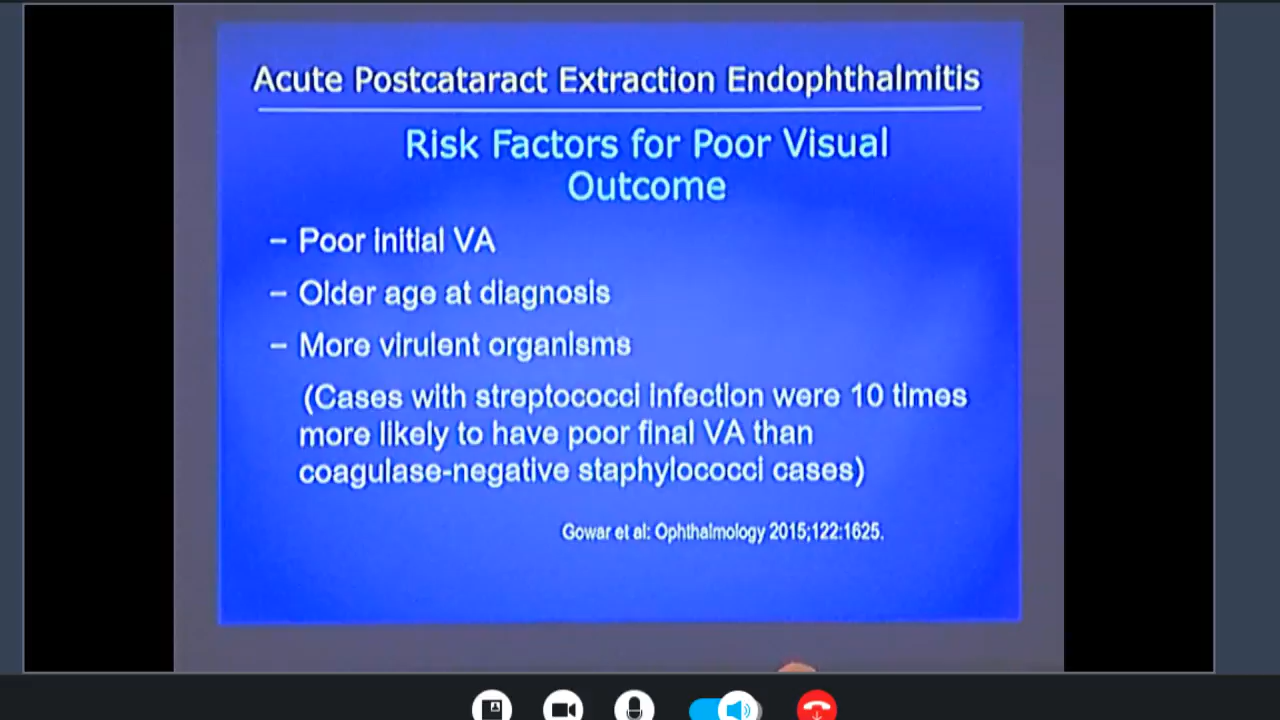 Acute Postcataract Extraction Endophthalmitis
Risk Factors for Poor Visual
Outcome
– Poor initial VA
– Older age at diagnosis
– More virulent organisms
(Cases with streptococci infection were 10 times
more likely to have poor final VA than
coagulase-negative staphylococci cases)
Gowar et al: Ophthalmology 2015;122:1625.